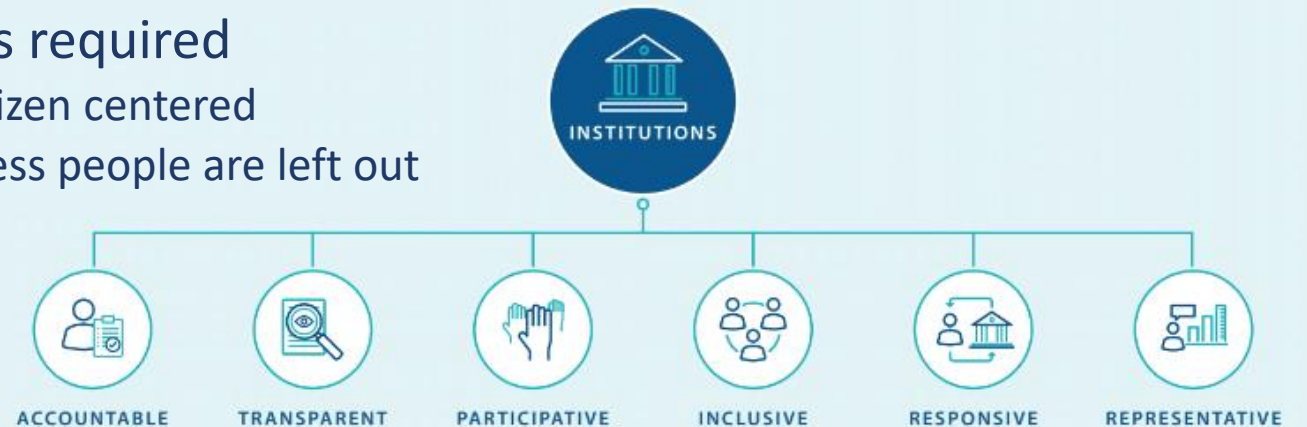 s required
izen centered
ess people are left out
INSTITUTIONS
ACCOUNTABLE TRANSPARENT PARTICIPATIVE INCLUSIVE RESPONSIVE REPRESENTATIVE